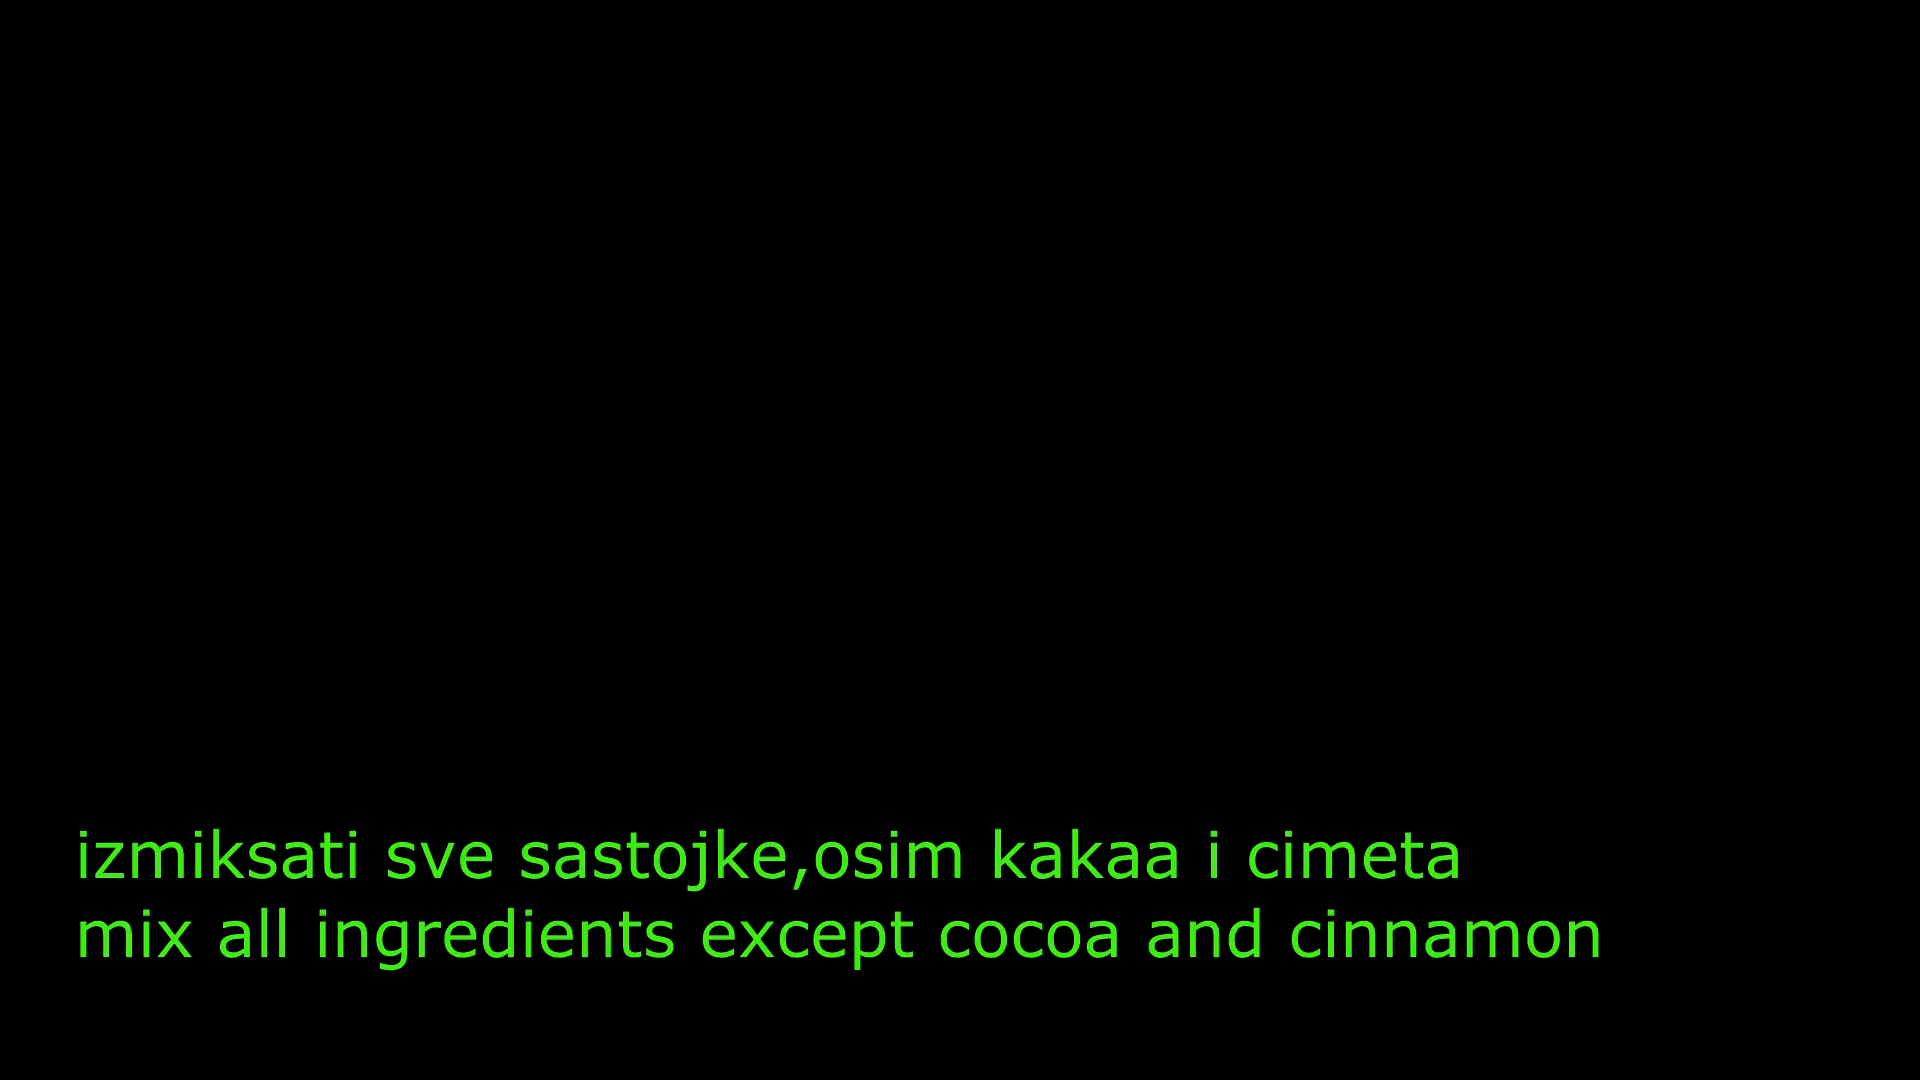 izmiksati sve sastojke,osim kakaa i cimeta
mix all ingredients except cocoa and cinnamon